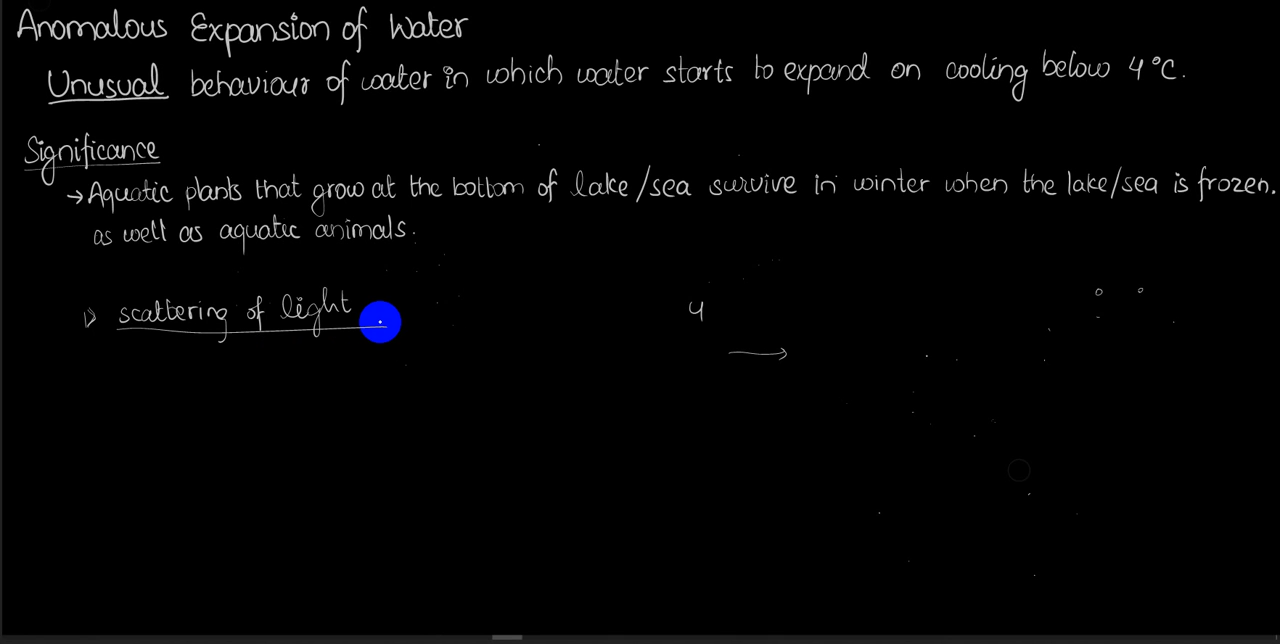 Anomalous Expansion of Water
Unusual behaviour of water in which water starts to expand on cooling below 4°C.
Significance
→ Aquatic plants that grow at the bottom of lake/sea survive in winter when the lake/sea is frozen.
as well as aquatic animals.
scattering of light
4
→